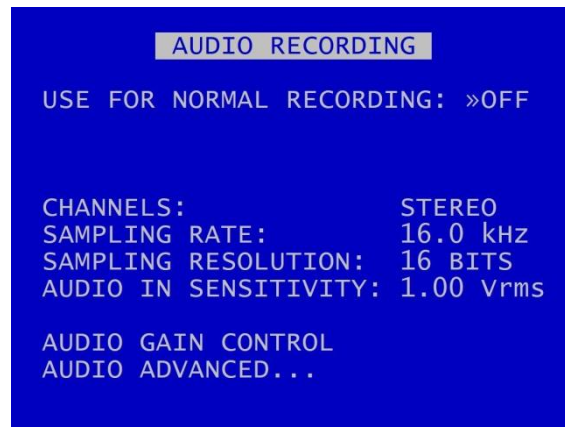 AUDIO RECORDING
USE FOR NORMAL RECORDING: »OFF
CHANNELS: STEREO
SAMPLING RATE: 16.0 kHz
SAMPLING RESOLUTION: 16 BITS
AUDIO IN SENSITIVITY: 1.00 Vrms
AUDIO GAIN CONTROL
AUDIO ADVANCED...